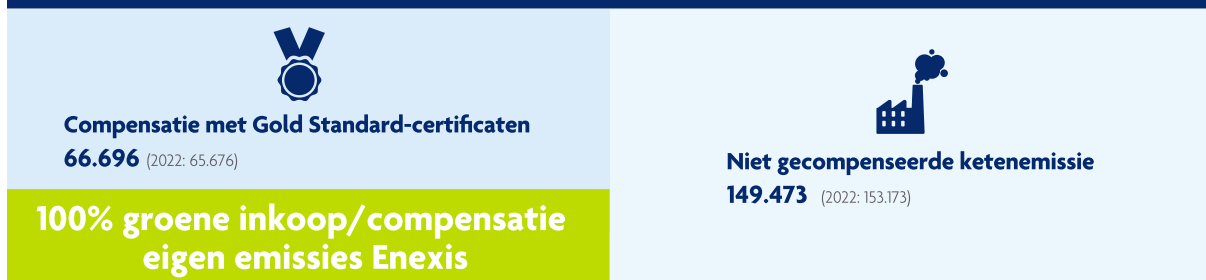 Compensatie met Gold Standard-certificaten
66.696 (2022: 65.676)
100% groene inkoop/compensatie
eigen emissies Enexis
Niet gecompenseerde ketenemissie
149.473 (2022: 153.173)